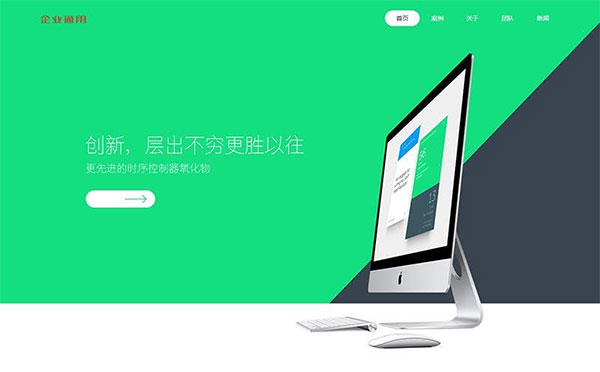 企业通用
首页 案例 关于 团队 新闻
创新，层出不穷更胜以往
更先进的时序控制器氧化物